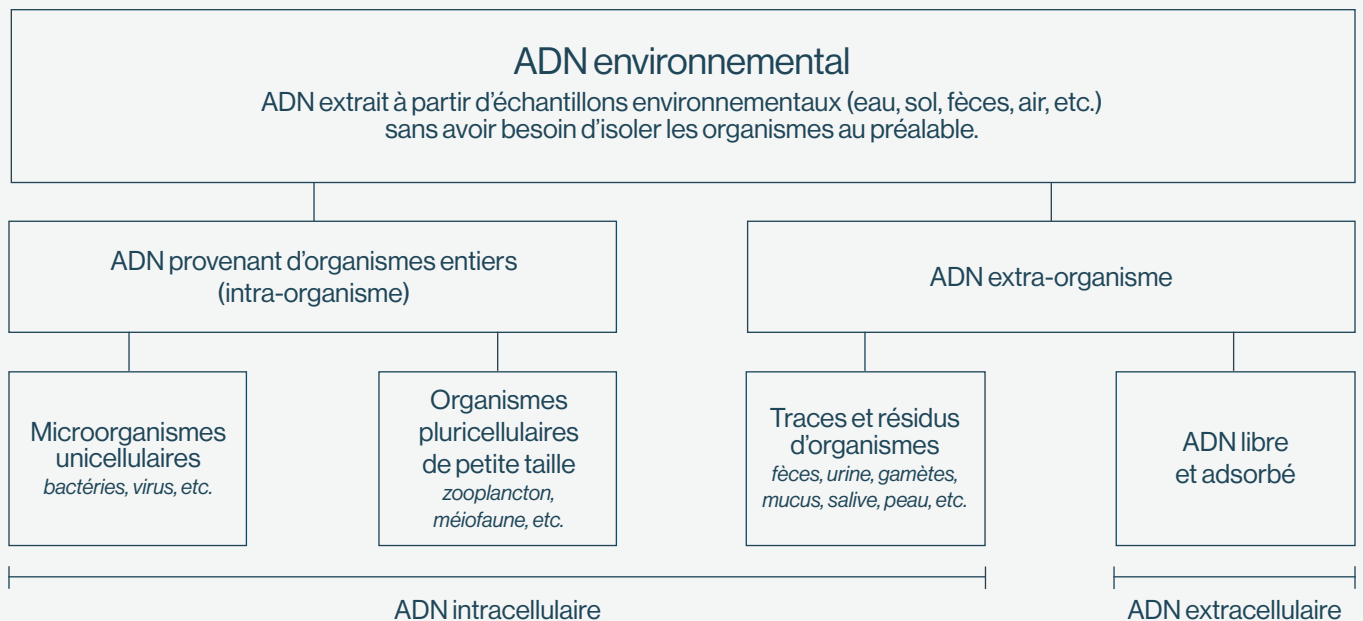 ADN environnemental
ADN extrait à partir d'échantillons environnementaux (eau, sol, fèces, air, etc.)
sans avoir besoin d'isoler les organismes au préalable.
ADN provenant d'organismes entiers
(intra-organisme)
ADN extra-organisme
Microorganismes
unicellulaires
bactéries, virus, etc.
Organismes
pluricellulaires
de petite taille
zooplancton,
méiofaune, etc.
Traces et résidus
d'organismes
fèces, urine, gamètes,
mucus, salive, peau, etc.
ADN libre
et adsorbé
ADN intracellulaire
ADN extracellulaire